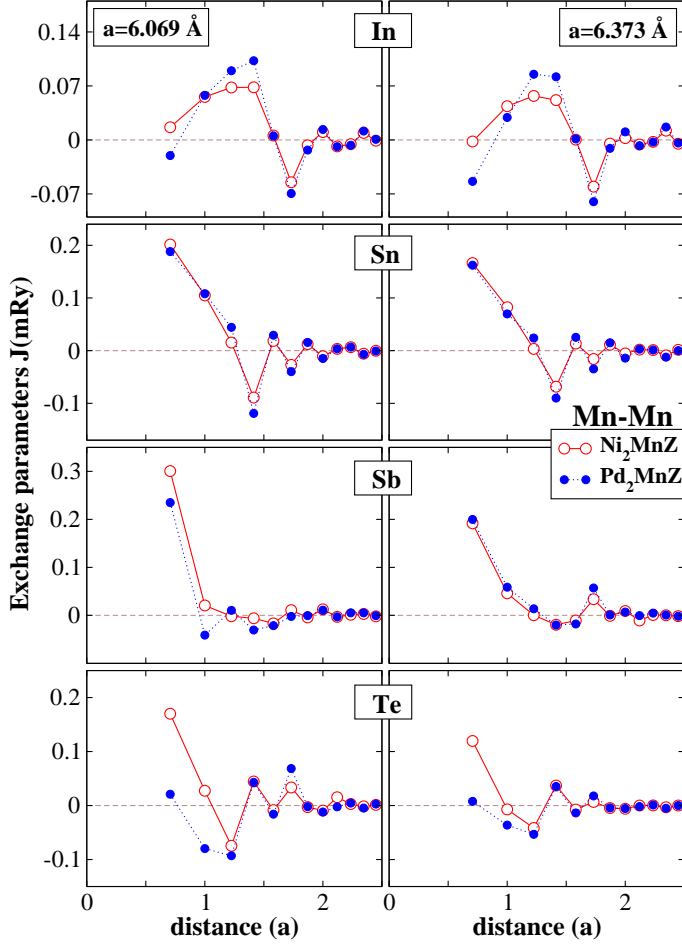 a=6.069 Å
In
a=6.373 Å
0.14
0.07
0
-0.07
Sn
0.2
0.1
0
-0.1
Mn-Mn
Ni2MnZ
Pd2MnZ
Sb
0.3
0.2
0.1
0
Te
0.2
0.1
0
-0.1
0 1 2 0 1 2
distance (a) distance (a)
Exchange parameters J(mRy)